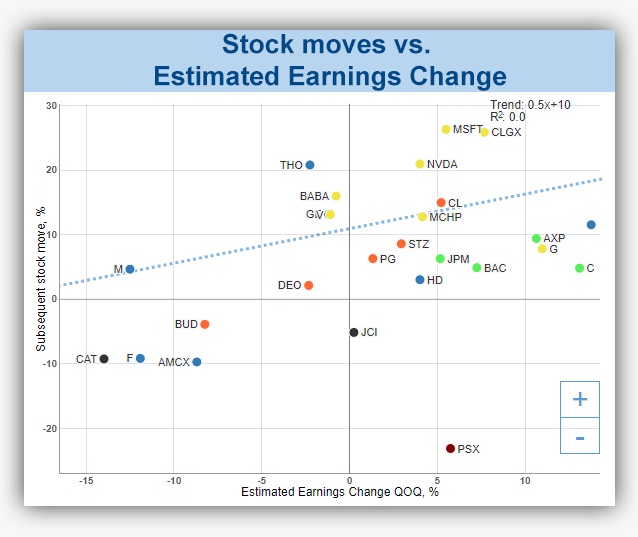 Stock moves vs.
Estimated Earnings Change
Trend: 0.5x+10
R²: 0.0
30
20
10
0
-10
-20
Subsequent stock move, %
MSFT
CLGX
THO
NVDA
BABA
CL
MCHP
AXP
STZ
G
PG
JPM
BAC
C
M
HD
DEO
BUD
JCI
CAT
F
AMCX
PSX
+
-
-15
-10
-5
0
5
10
Estimated Earnings Change QOQ, %